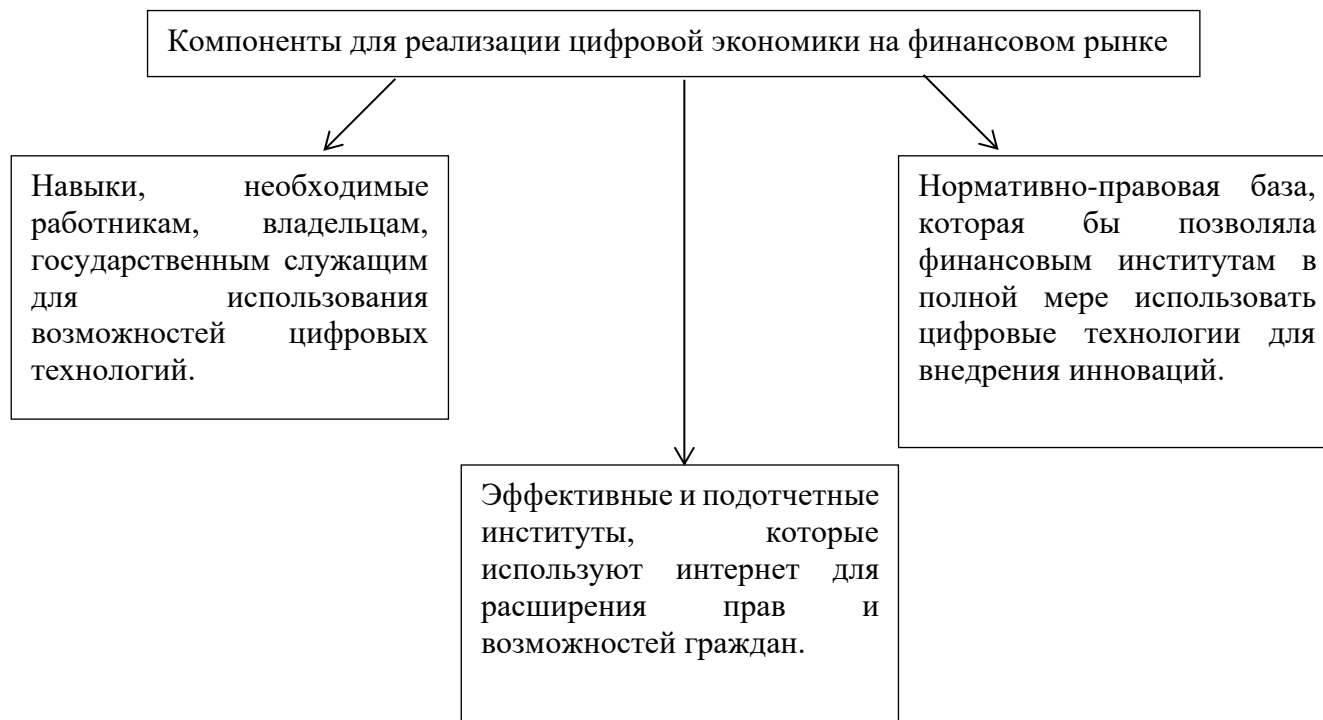 Компоненты для реализации цифровой экономики на финансовом рынке
Навыки, необходимые
работникам, владельцам,
государственным служащим
для использования
возможностей цифровых
технологий.
Нормативно-правовая база,
которая бы позволяла
финансовым институтам в
полной мере использовать
цифровые технологии для
внедрения инноваций.
Эффективные и подотчетные
институты, которые
используют интернет для
расширения прав и
возможностей граждан.